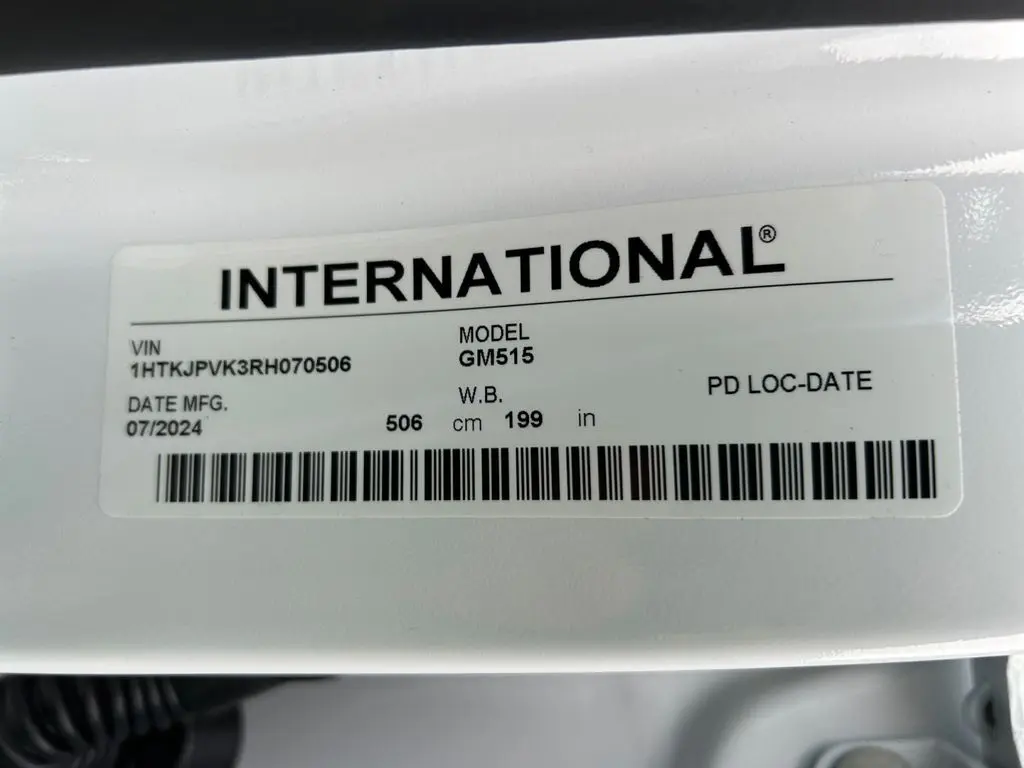 INTERNATIONAL®
VIN
1HTKJPVK3RH070506
MODEL
GM515
DATE MFG.
07/2024
W.B.
506 cm 199 in
PD LOC-DATE